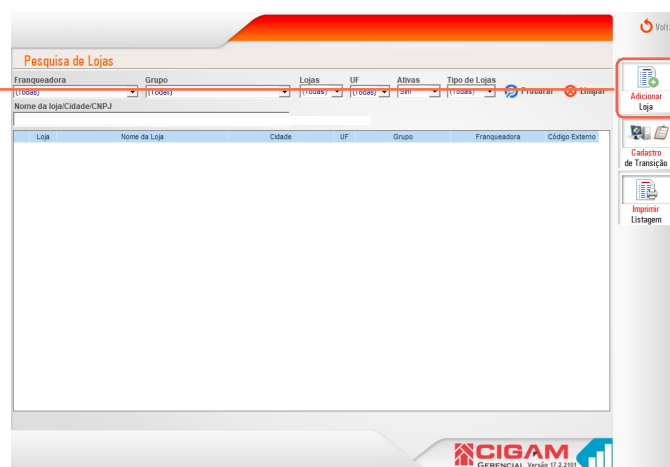 Volt
Pesquisa de Lojas
Franqueadora Grupo Lojas UF Ativas Tipo de Lojas
(Todas) (Todas) (Todas) (Todas) Sim (Todas) Procurar Limpar
Nome da loja/Cidade/CNPJ
Loja Nome da Loja Cidade UF Grupo Franqueadora Código Externo
Adicionar
Loja
Cadastro
de Transição
Imprimir
Listagem
CIGAM
GERENCIAL Versão 17.2.2101